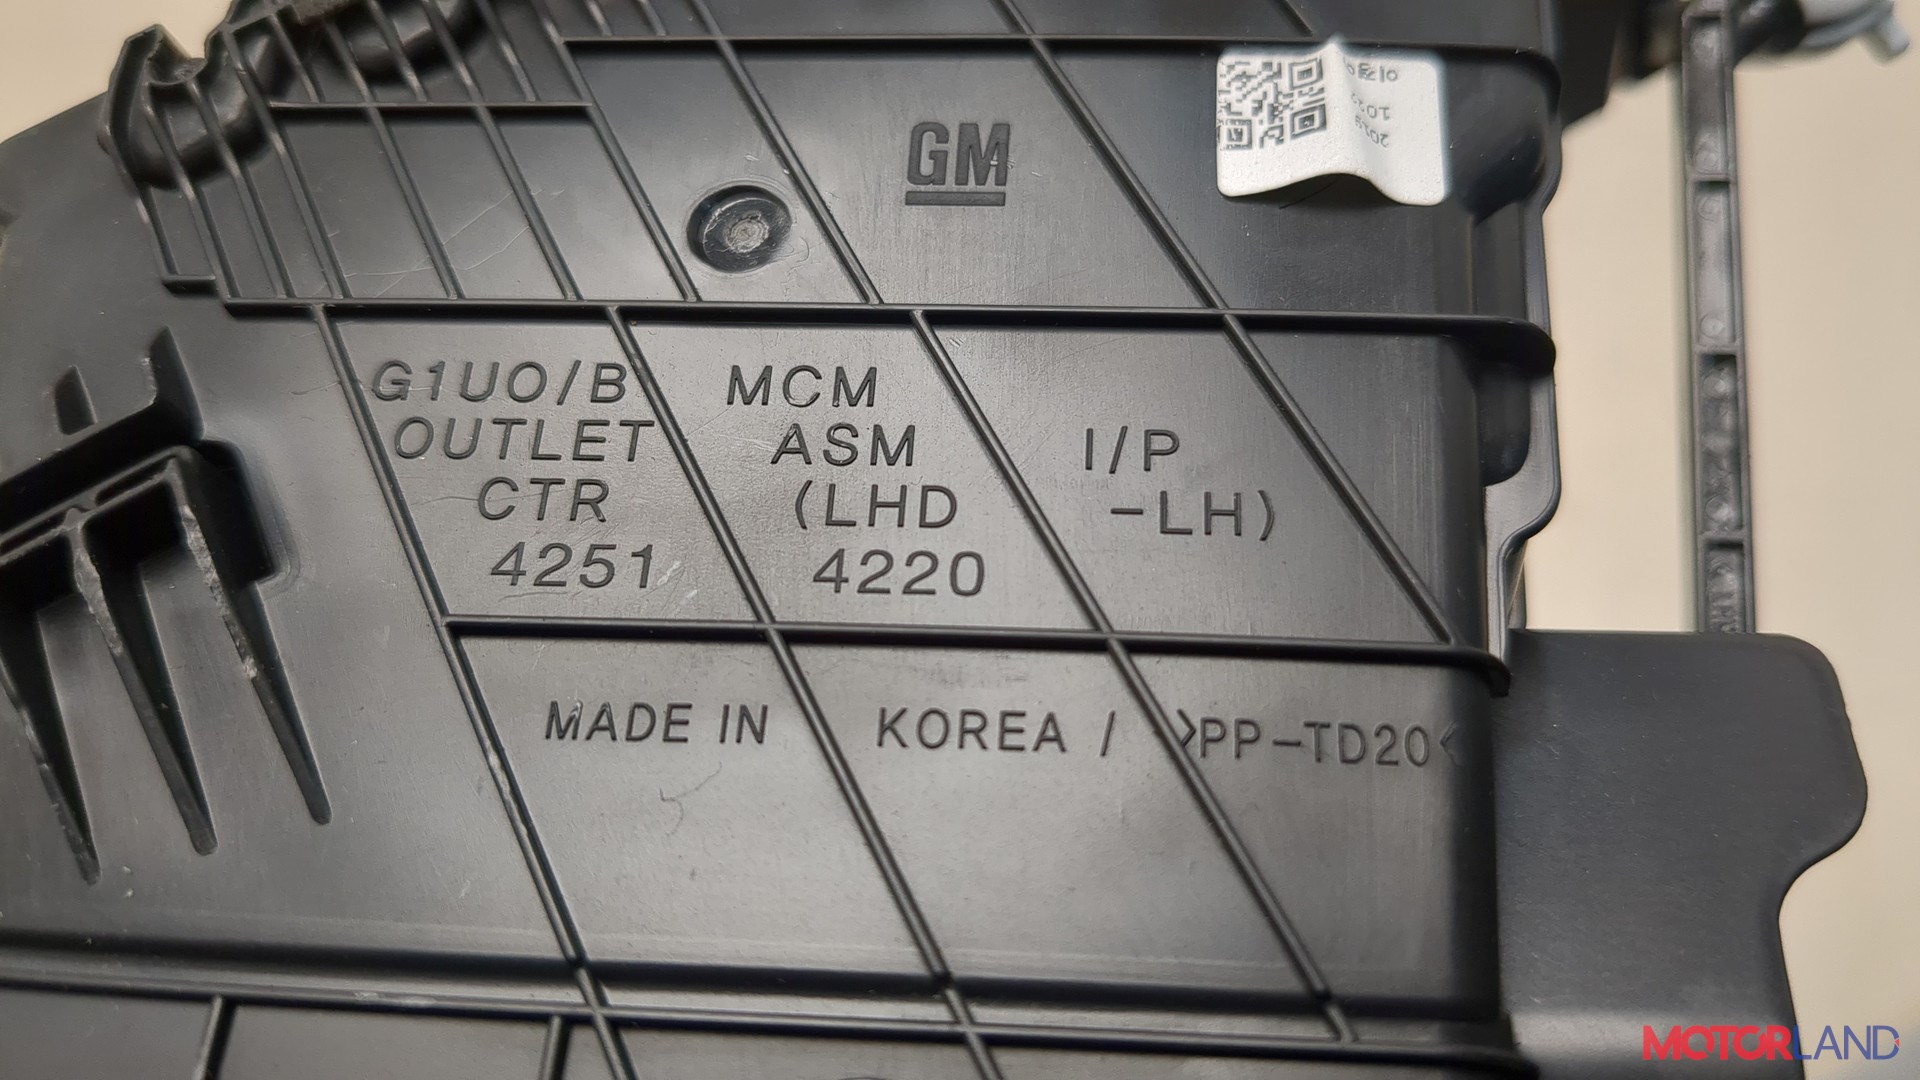 GM
G1UO/B MCM
OUTLET ASM I/P
CTR (LHD -LH)
4251 4220
MADE IN KOREA / >PP-TD20<
MOTORLAND